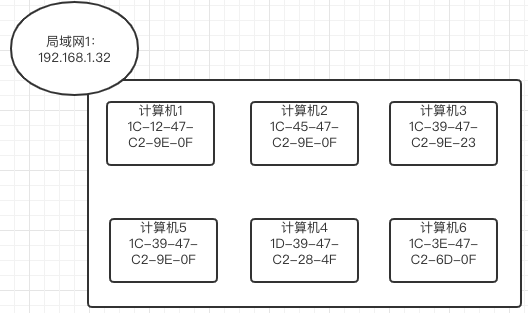 局域网1：
192.168.1.32
计算机1
1C-12-47-
C2-9E-0F
计算机2
1C-45-47-
C2-9E-0F
计算机3
1C-39-47-
C2-9E-23
计算机5
1C-39-47-
C2-9E-0F
计算机4
1D-39-47-
C2-28-4F
计算机6
1C-3E-47-
C2-6D-0F